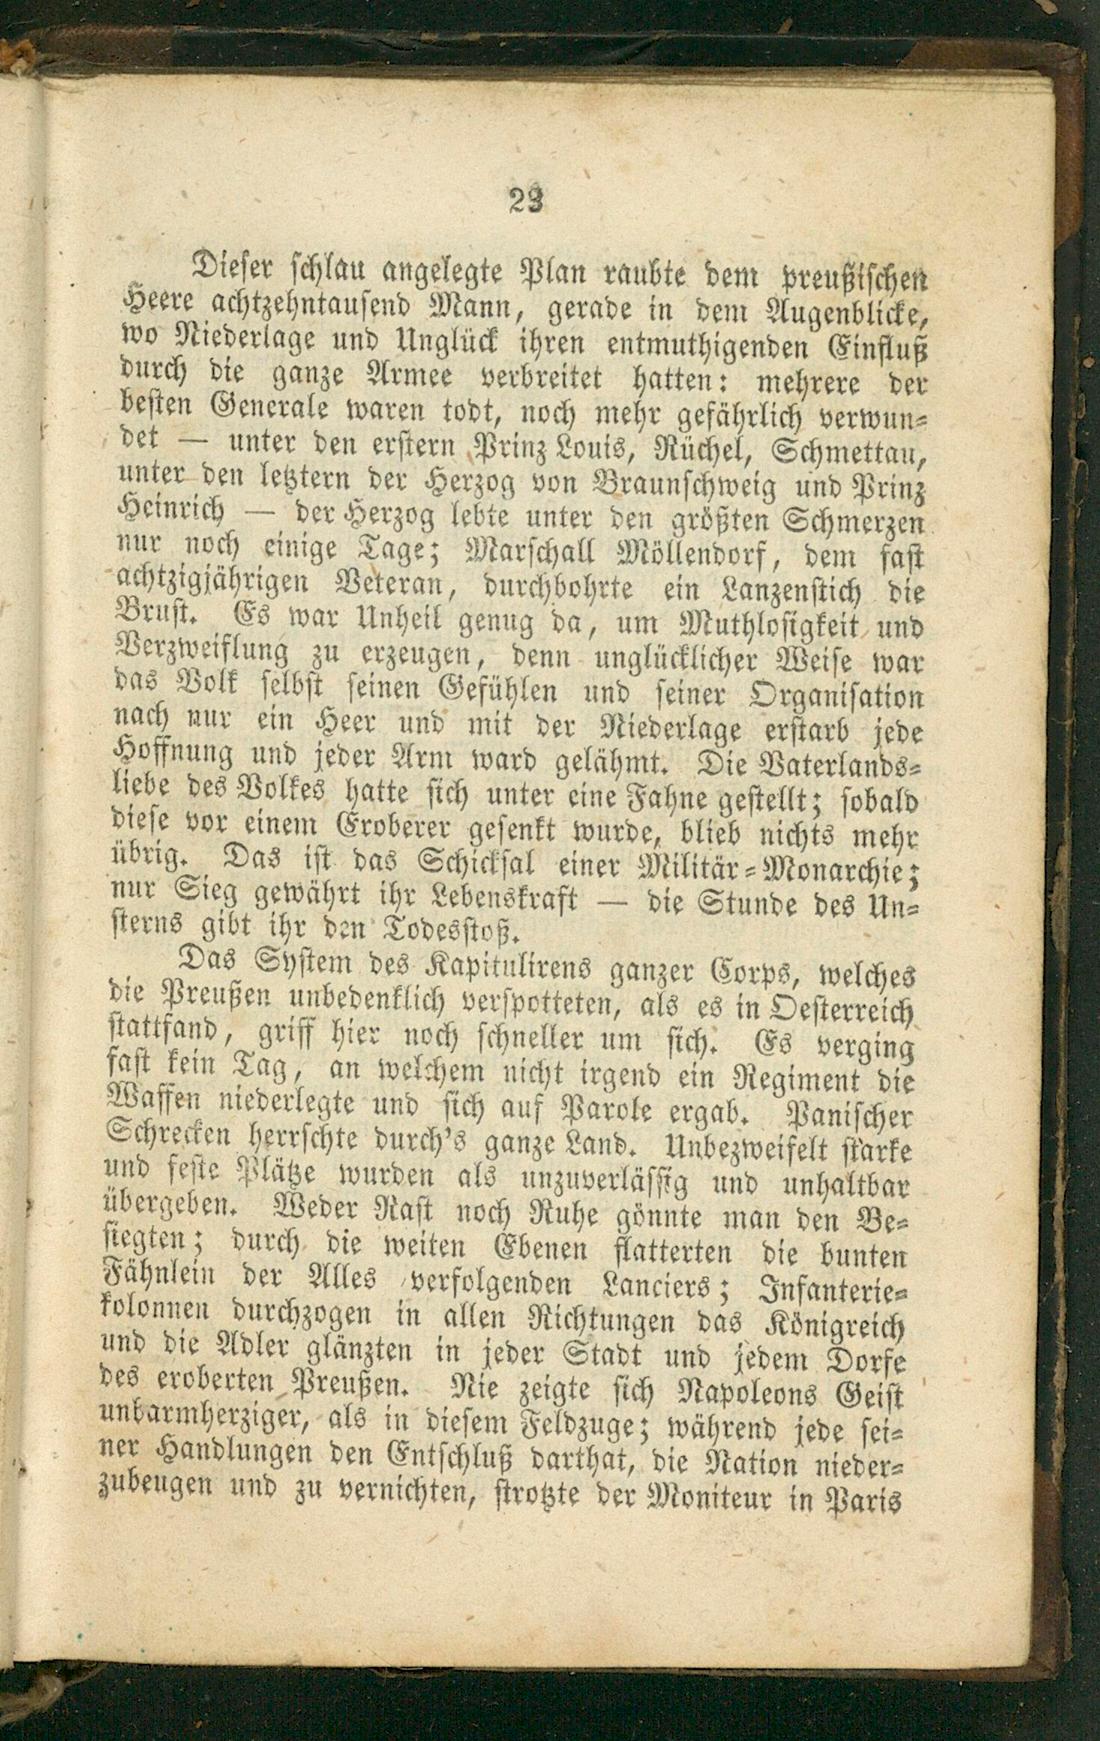 23
Dieser schlau angelegte Plan raubte dem preußischen
Heere achtzehntausend Mann, gerade in dem Augenblicke,
wo Niederlage und Unglück ihren entmuthigenden Einfluß
durch die ganze Armee verbreitet hatten: mehrere der
besten Generale waren todt, noch mehr gefährlich verwun-
det — unter den erstern Prinz Louis, Rüchel, Schmettau,
unter den letztern der Herzog von Braunschweig und Prinz
Heinrich — der Herzog lebte unter den größten Schmerzen
nur noch einige Tage; Marschall Möllendorf, dem fast
achtzigjährigen Veteran, durchbohrte ein Lanzenstich die
Brust. Es war Unheil genug da, um Muthlosigkeit und
Verzweiflung zu erzeugen, denn unglücklicher Weise war
das Volk selbst seinen Gefühlen und seiner Organisation
nach nur ein Heer und mit der Niederlage erstarb jede
Hoffnung und jeder Arm ward gelähmt. Die Vaterlands-
liebe des Volkes hatte sich unter eine Fahne gestellt; sobald
diese vor einem Eroberer gesenkt wurde, blieb nichts mehr
übrig. Das ist das Schicksal einer Militär-Monarchie;
nur Sieg gewährt ihr Lebenskraft — die Stunde des Un-
sterns gibt ihr den Todesstoß.
Das System des Kapitulirens ganzer Corps, welches
die Preußen unbedenklich verspotteten, als es in Oesterreich
stattfand, griff hier noch schneller um sich. Es verging
fast kein Tag, an welchem nicht irgend ein Regiment die
Waffen niederlegte und sich auf Parole ergab. Panischer
Schrecken herrschte durch's ganze Land. Unbezweifelt starke
und feste Plätze wurden als unzuverlässig und unhaltbar
übergeben. Weder Rast noch Ruhe gönnte man den Be-
siegten; durch die weiten Ebenen flatterten die bunten
Fähnlein der Alles verfolgenden Lanciers; Infanterie-
kolonnen durchzogen in allen Richtungen das Königreich
und die Adler glänzten in jeder Stadt und jedem Dorfe
des eroberten Preußen. Nie zeigte sich Napoleons Geist
unbarmherziger, als in diesem Feldzuge; während jede sei-
ner Handlungen den Entschluß darthat, die Nation nieder-
zubeugen und zu vernichten, strotzte der Moniteur in Paris